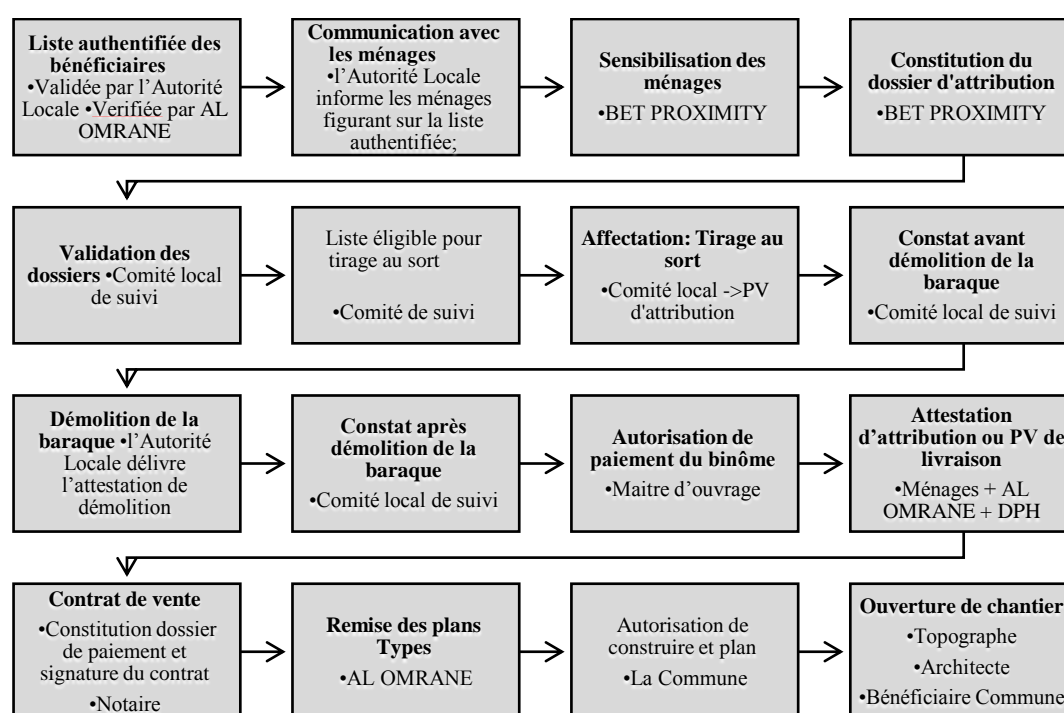 Liste authentifiée des
bénéficiaires
•Validée par l'Autorité
Locale •Verifiée par AL
OMRANE
Communication avec
les ménages
•l'Autorité Locale
informe les ménages
figurant sur la liste
authentifiée;
Sensibilisation des
ménages
•BET PROXIMITY
Constitution du
dossier d'attribution
•BET PROXIMITY
Validation des
dossiers •Comité local
de suivi
Liste éligible pour
tirage au sort
•Comité de suivi
Affectation: Tirage au
sort
•Comité local ->PV
d'attribution
Constat avant
démolition de la
baraque
•Comité local de suivi
Démolition de la
baraque •l'Autorité
Locale délivre
l'attestation de
démolition
Constat après
démolition de la
baraque
•Comité local de suivi
Autorisation de
paiement du binôme
•Maitre d'ouvrage
Attestation
d'attribution ou PV de
livraison
•Ménages + AL
OMRANE + DPH
Contrat de vente
•Constitution dossier
de paiement et
signature du contrat
•Notaire
Remise des plans
Types
•AL OMRANE
Autorisation de
construire et plan
•La Commune
Ouverture de chantier
•Topographe
•Architecte
•Bénéficiaire Commune